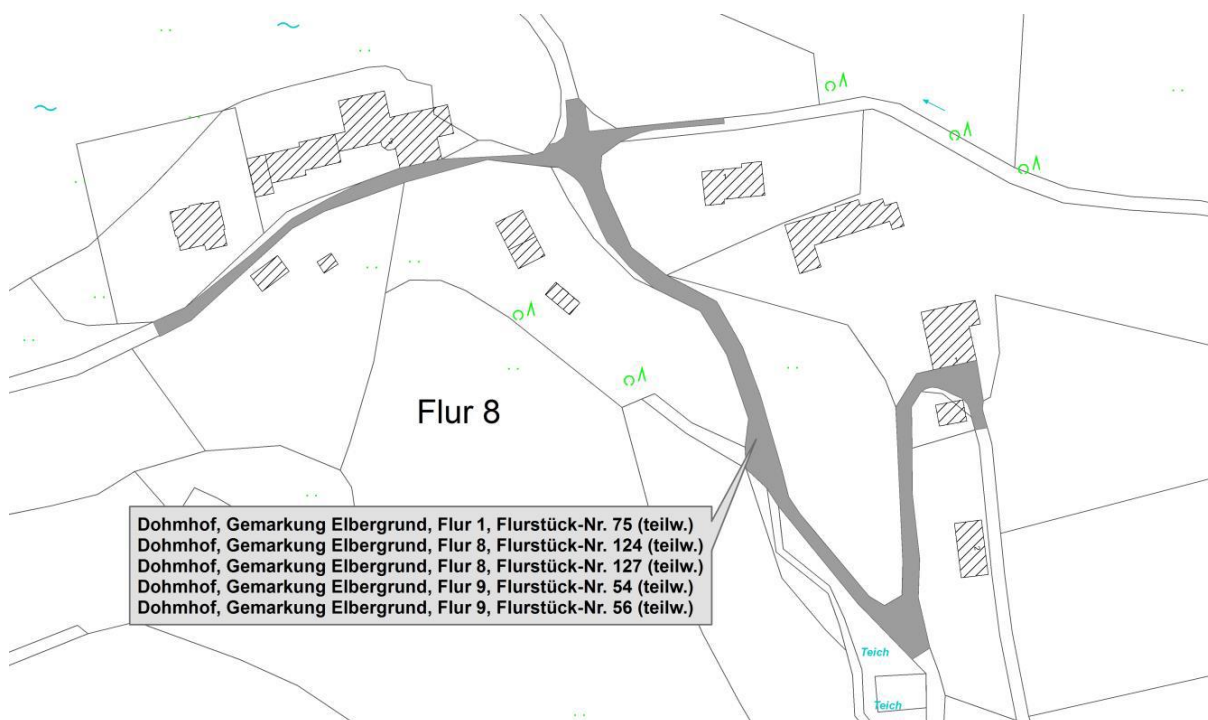 Flur 8
Dohmhof, Gemarkung Elbergrund, Flur 1, Flurstück-Nr. 75 (teilw.)
Dohmhof, Gemarkung Elbergrund, Flur 8, Flurstück-Nr. 124 (teilw.)
Dohmhof, Gemarkung Elbergrund, Flur 8, Flurstück-Nr. 127 (teilw.)
Dohmhof, Gemarkung Elbergrund, Flur 9, Flurstück-Nr. 54 (teilw.)
Dohmhof, Gemarkung Elbergrund, Flur 9, Flurstück-Nr. 56 (teilw.)
Teich
Teich